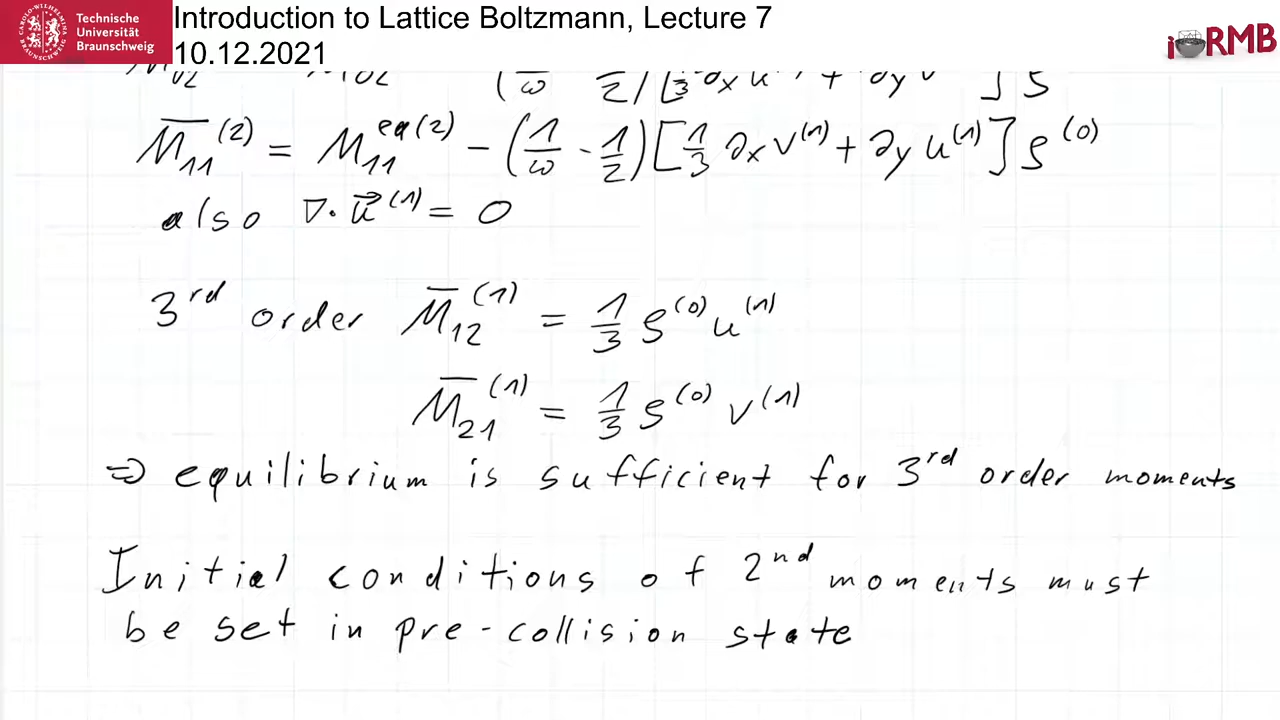 Technische
Universität
Braunschweig
Introduction to Lattice Boltzmann, Lecture 7
10.12.2021
iRMB
M̅₁₁⁽²⁾ = M₁₁^{eq(2)} - (1/ω - 1/2)[1/3 ∂x v⁽¹⁾ + ∂y u⁽¹⁾] ρ⁽⁰⁾
also ∇·u⃗⁽¹⁾ = 0
3rd order M̅₁₂⁽¹⁾ = 1/3 ρ⁽⁰⁾ u⁽¹⁾
M̅₂₁⁽¹⁾ = 1/3 ρ⁽⁰⁾ v⁽¹⁾
⇒ equilibrium is sufficient for 3rd order moments
Initial conditions of 2nd moments must
be set in pre-collision state